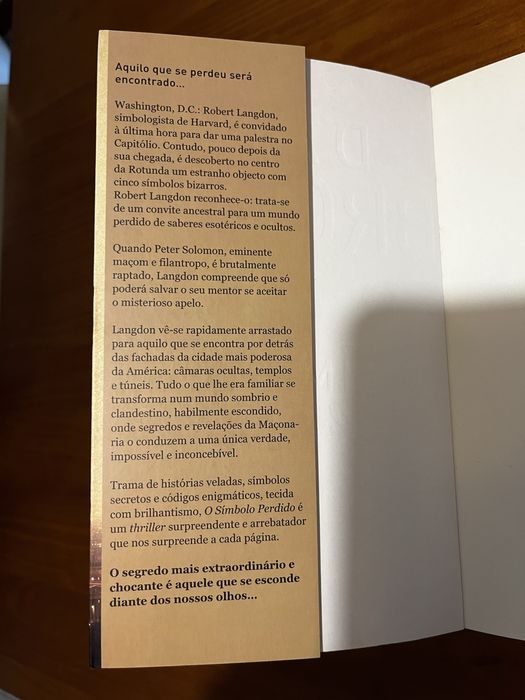 Aquilo que se perdeu será
encontrado...
Washington, D.C.: Robert Langdon,
simbologista de Harvard, é convidado
à última hora para dar uma palestra no
Capitólio. Contudo, pouco depois da
sua chegada, é descoberto no centro
da Rotunda um estranho objecto com
cinco símbolos bizarros.
Robert Langdon reconhece-o: trata-se
de um convite ancestral para um mundo
perdido de saberes esotéricos e ocultos.
Quando Peter Solomon, eminente
maçom e filantropo, é brutalmente
raptado, Langdon compreende que só
poderá salvar o seu mentor se aceitar
o misterioso apelo.
Langdon vê-se rapidamente arrastado
para aquilo que se encontra por detrás
das fachadas da cidade mais poderosa
da América: câmaras ocultas, templos
e túneis. Tudo o que lhe era familiar se
transforma num mundo sombrio e
clandestino, habilmente escondido,
onde segredos e revelações da Maçona-
ria o conduzem a uma única verdade,
impossível e inconcebível.
Trama de histórias veladas, símbolos
secretos e códigos enigmáticos, tecida
com brilhantismo, O Símbolo Perdido é
um thriller surpreendente e arrebatador
que nos surpreende a cada página.
O segredo mais extraordinário e
chocante é aquele que se esconde
diante dos nossos olhos...